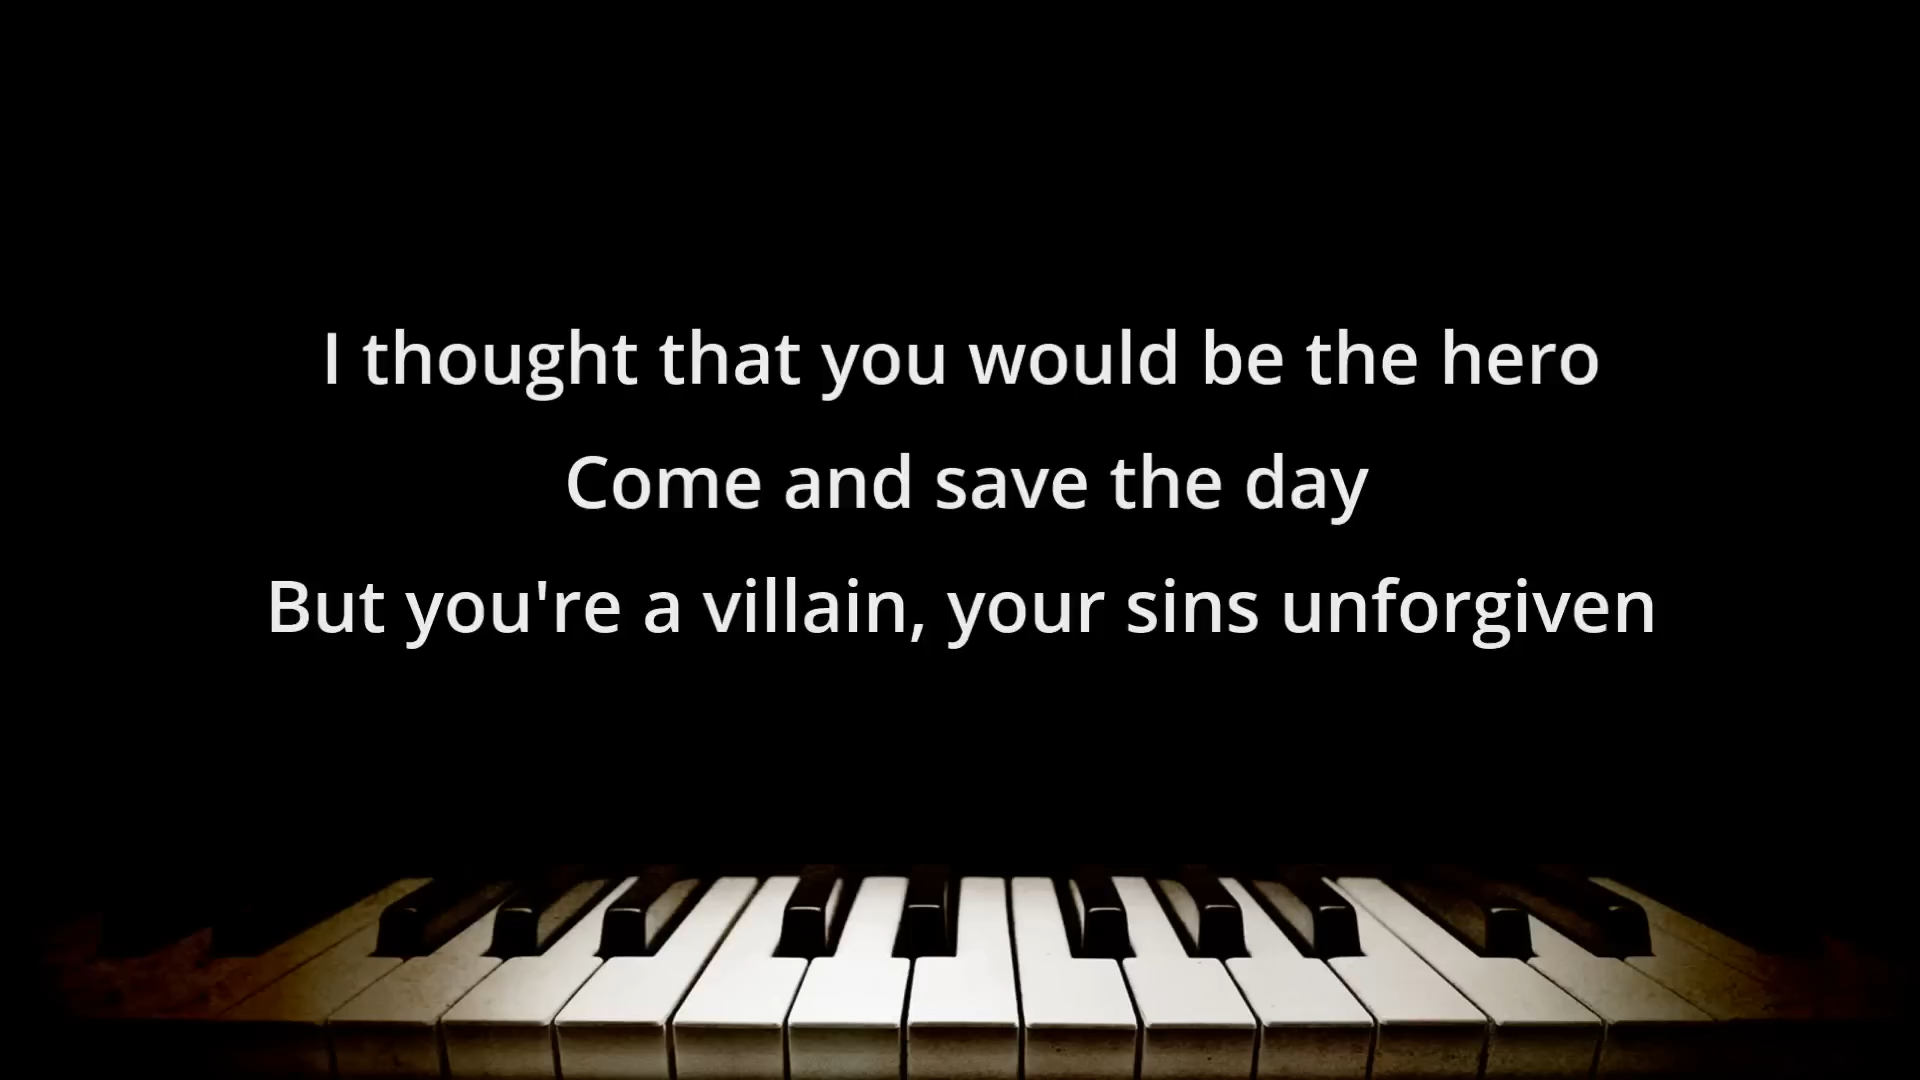 I thought that you would be the hero
Come and save the day
But you're a villain, your sins unforgiven